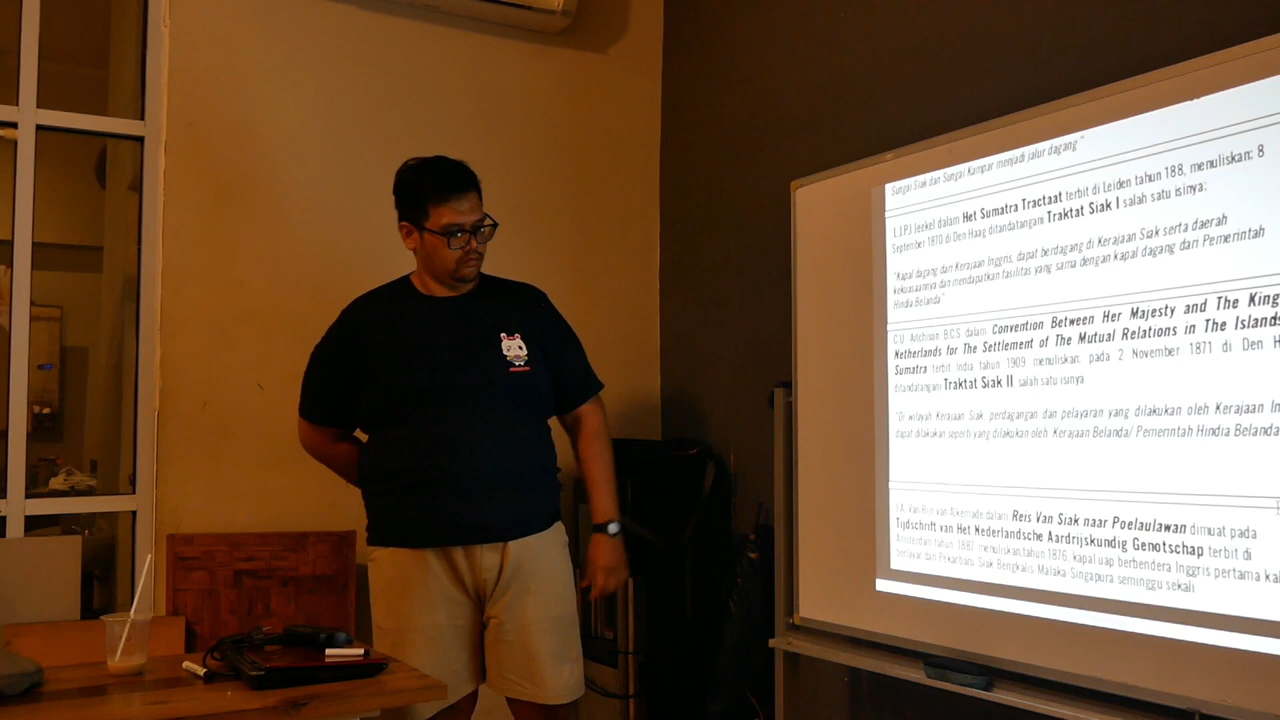 Sungai Siak dan Sungai Kampar menjadi jalur dagang"
L.J.P.J Jeekel dalam Het Sumatra Tractaat terbit di Leiden tahun 188, menuliskan: 8
September 1870 di Den Haag ditandatangani Traktat Siak I salah satu isinya:
"Kapal dagang dari Kerajaan Inggris, dapat berdagang di Kerajaan Siak serta daerah
kekuasaannya dan mendapatkan fasilitas yang sama dengan kapal dagang dari Pemerintah
Hindia Belanda"
C.U. Aitchison B.C.S dalam Convention Between Her Majesty and The King
Netherlands for The Settlement of The Mutual Relations in The Islands
Sumatra terbit India tahun 1909 menuliskan: pada 2 November 1871 di Den H
ditandatangani Traktat Siak II salah satu isinya
"Di wilayah Kerajaan Siak, perdagangan dan pelayaran yang dilakukan oleh Kerajaan In
dapat dilakukan seperti yang dilakukan oleh Kerajaan Belanda/ Pemerintah Hindia Belanda
J.A. Van Rijn van Alkemade dalam Reis Van Siak naar Poelaulawan dimuat pada
Tijdschrift van Het Nederlandsche Aardrijskundig Genotschap terbit di
Amsterdam tahun 1887 menuliskan,tahun 1876, kapal uap berbendera Inggris pertama kal
berlayar dari Pekanbaru Siak Bengkalis Malaka-Singapura seminggu sekali